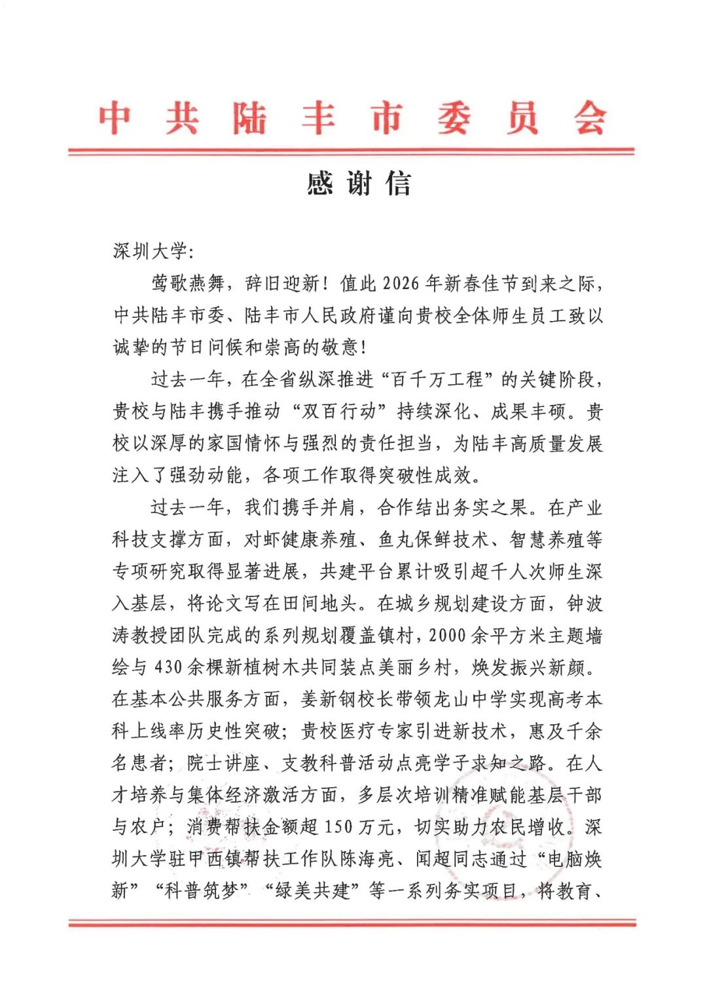 中共陆丰市委员会
感谢信
深圳大学：
莺歌燕舞，辞旧迎新！值此 2026 年新春佳节到来之际，
中共陆丰市委、陆丰市人民政府谨向贵校全体师生员工致以
诚挚的节日问候和崇高的敬意！
过去一年，在全省纵深推进“百千万工程”的关键阶段，
贵校与陆丰携手推动“双百行动”持续深化、成果丰硕。贵
校以深厚的家国情怀与强烈的责任担当，为陆丰高质量发展
注入了强劲动能，各项工作取得突破性成效。
过去一年，我们携手并肩，合作结出务实之果。在产业
科技支撑方面，对虾健康养殖、鱼丸保鲜技术、智慧养殖等
专项研究取得显著进展，共建平台累计吸引超千人次师生深
入基层，将论文写在田间地头。在城乡规划建设方面，钟波
涛教授团队完成的系列规划覆盖镇村，2000 余平方米主题墙
绘与 430 余棵新植树木共同装点美丽乡村，焕发振兴新颜。
在基本公共服务方面，姜新钢校长带领龙山中学实现高考本
科上线率历史性突破；贵校医疗专家引进新技术，惠及千余
名患者；院士讲座、支教科普活动点亮学子求知之路。在人
才培养与集体经济激活方面，多层次培训精准赋能基层干部
与农户；消费帮扶金额超 150 万元，切实助力农民增收。深
圳大学驻甲西镇帮扶工作队陈海亮、闻超同志通过“电脑焕
新”“科普筑梦”“绿美共建”等一系列务实项目，将教育、